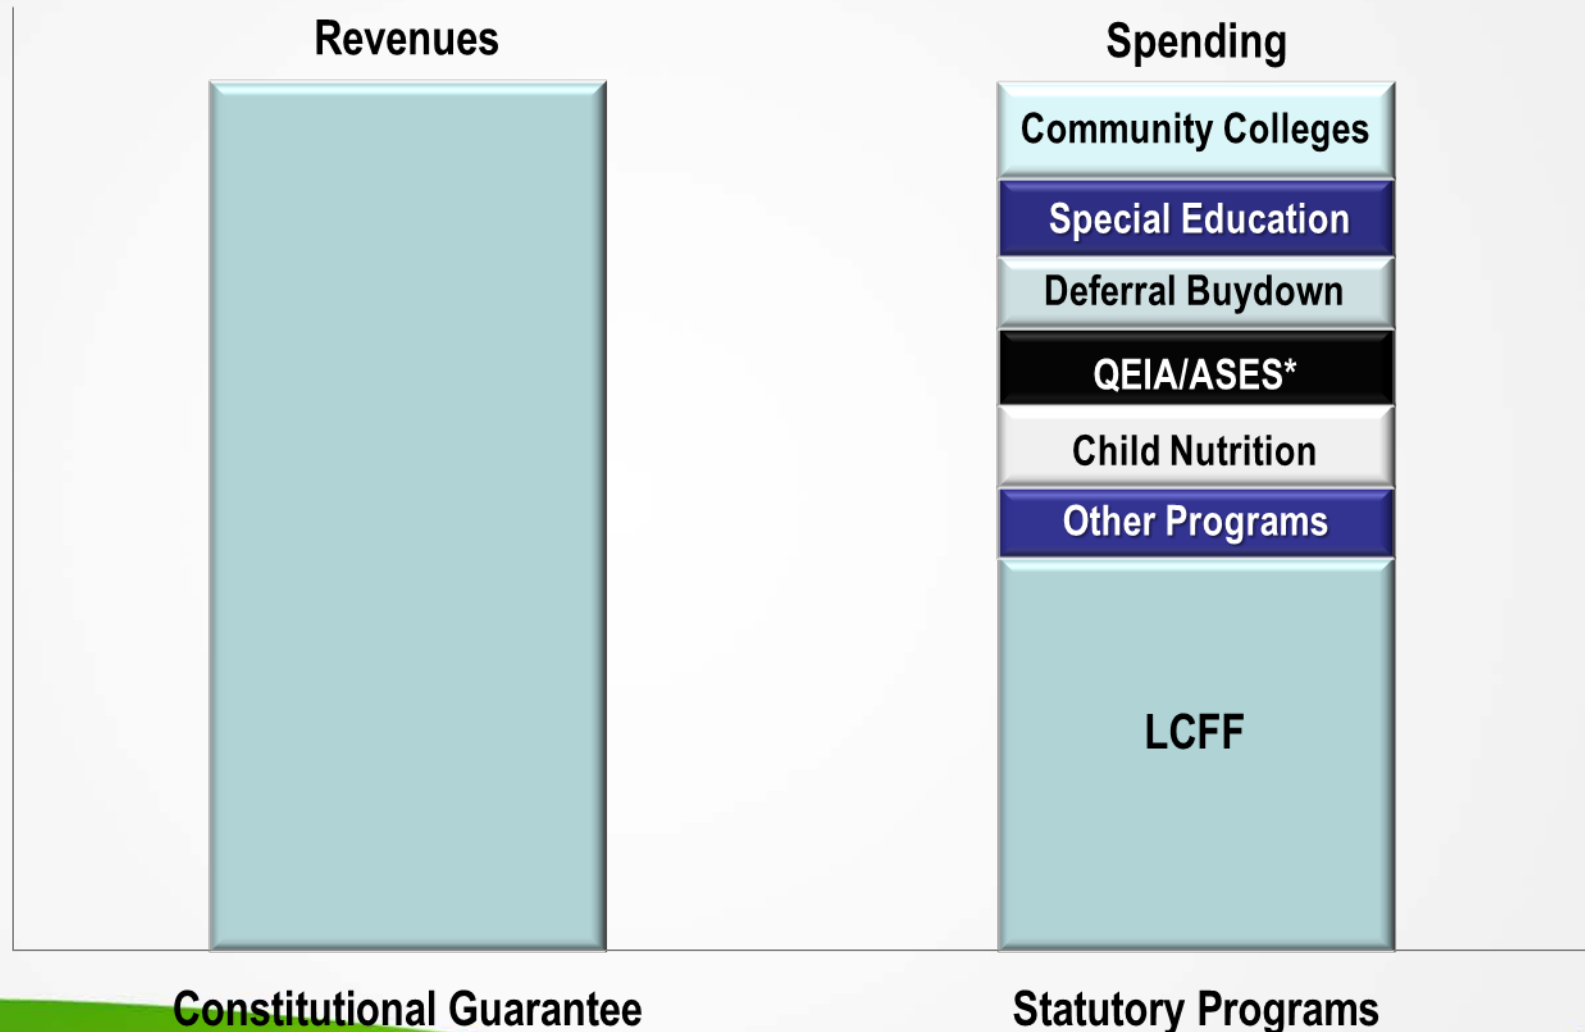 Revenues
Spending
Community Colleges
Special Education
Deferral Buydown
QEIA/ASES*
Child Nutrition
Other Programs
LCFF
Constitutional Guarantee
Statutory Programs